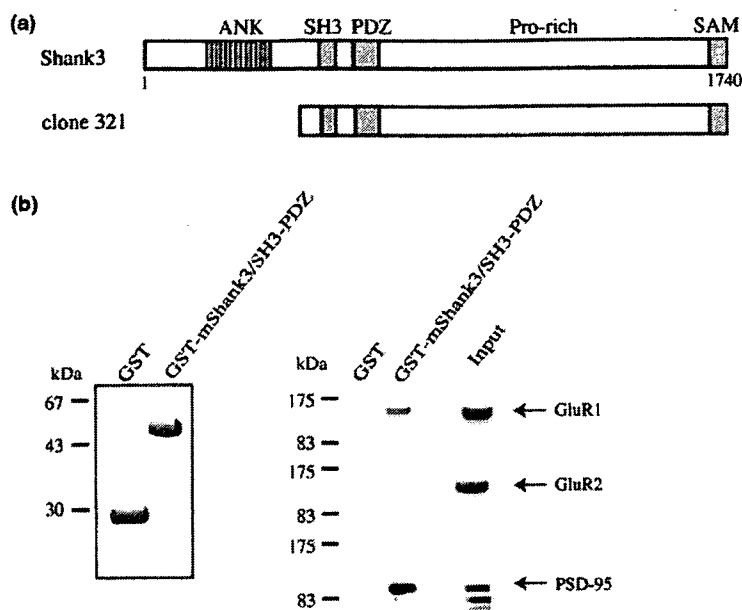 (a)
ANK SH3 PDZ Pro-rich SAM
Shank3
1 1740
clone 321
(b)
GST GST-mShank3/SH3-PDZ
kDa
67
43
30
GST GST-mShank3/SH3-PDZ Input
kDa
175 GluR1
83
175
GluR2
83
175
PSD-95
83